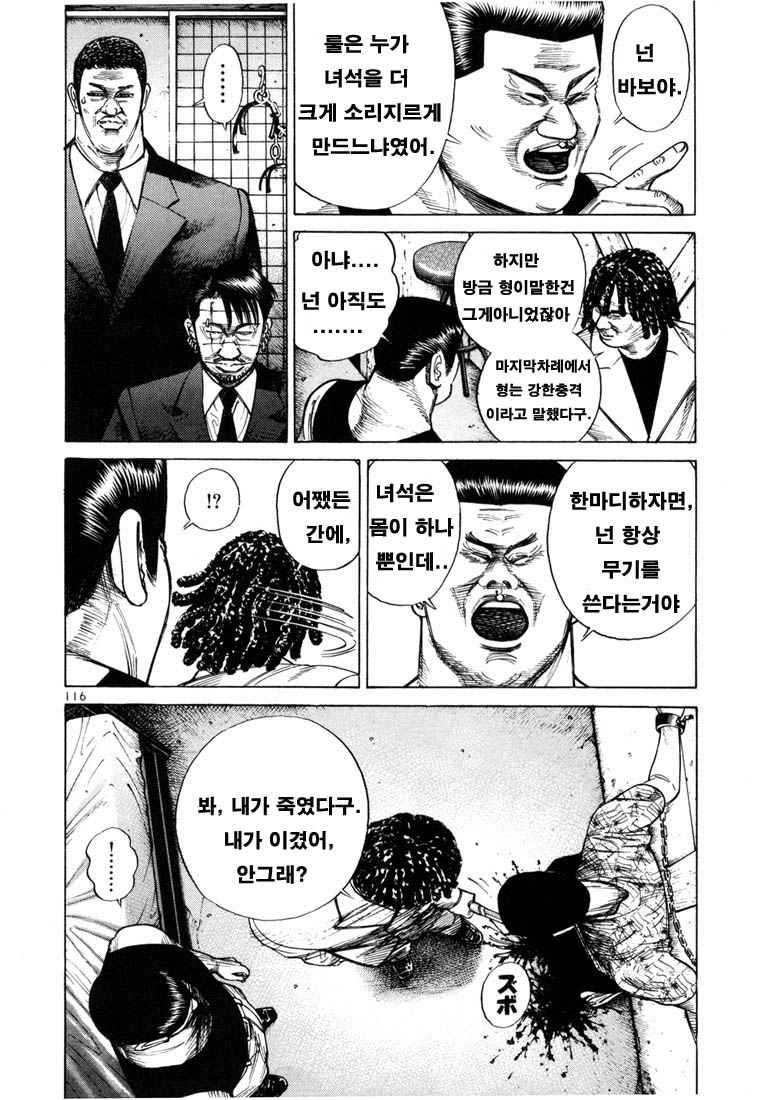 넌
바보야.
룰은 누가
녀석을 더
크게 소리지르게
만드느냐였어.
……
하지만
방금 형이말한건
그게아니었잖아
마지막차례에서
형는 강한충격
이라고 말했다구.
아냐....
넌 아직도
.......
한마디하자면,
넌 항상
무기를
쓴다는거야
녀석은
몸이 하나
뿐인데..
어쨌든
간에,
!?
116
봐, 내가 죽였다구.
내가 이겼어,
안그래?
!……
ズボ